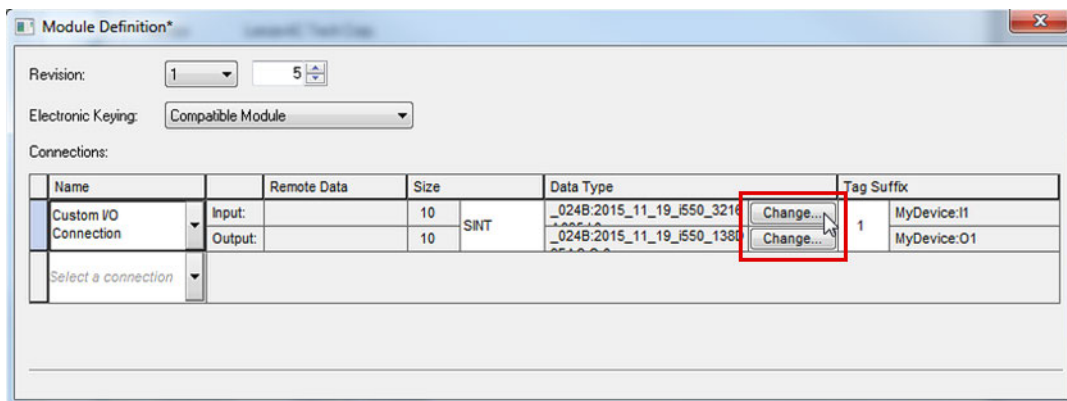 Module Definition*
Revision: 1 5
Electronic Keying: Compatible Module
Connections:
Name Remote Data Size Data Type Tag Suffix
Custom I/O Connection Input: 10 SINT _024B:2015_11_19_i550_3216 Change... 1 MyDevice:I1
Output: 10 _024B:2015_11_19_i550_138D Change... MyDevice:O1
Select a connection